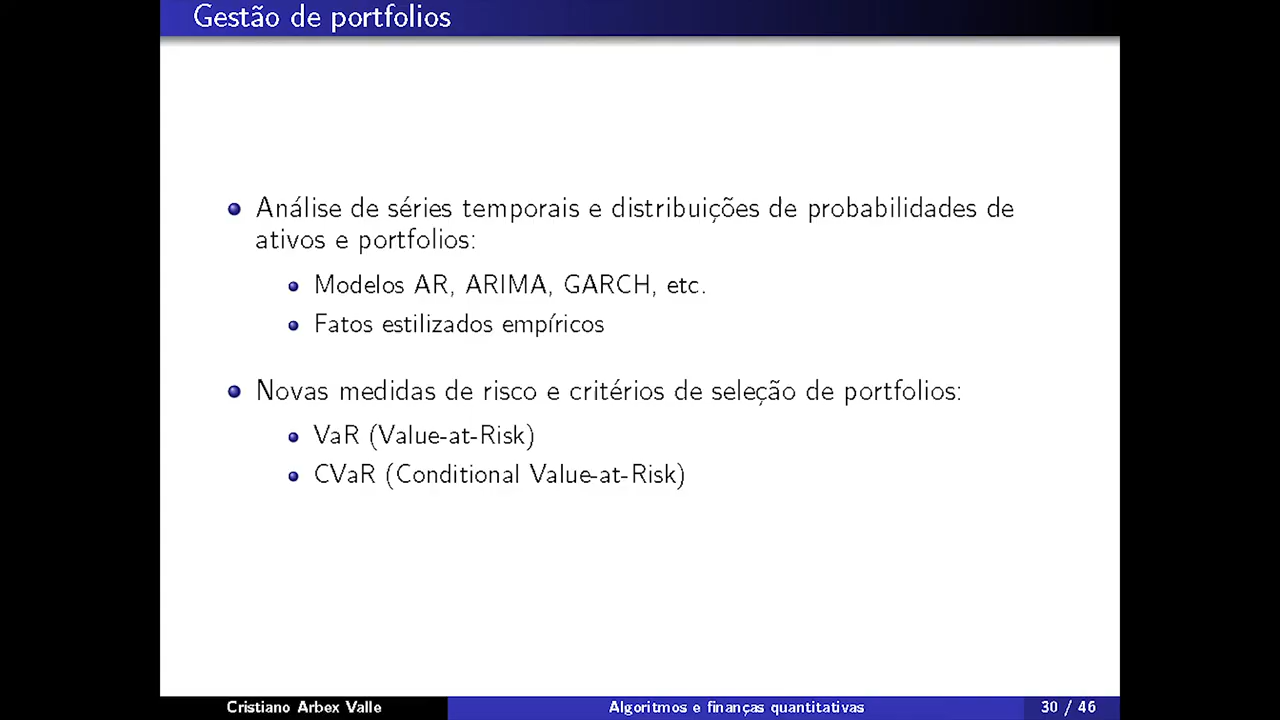 Gestão de portfolios
Análise de séries temporais e distribuições de probabilidades de
ativos e portfolios:
Modelos AR, ARIMA, GARCH, etc.
Fatos estilizados empíricos
Novas medidas de risco e critérios de seleção de portfolios:
VaR (Value-at-Risk)
CVaR (Conditional Value-at-Risk)
Cristiano Arbex Valle
Algoritmos e finanças quantitativas
30 / 46